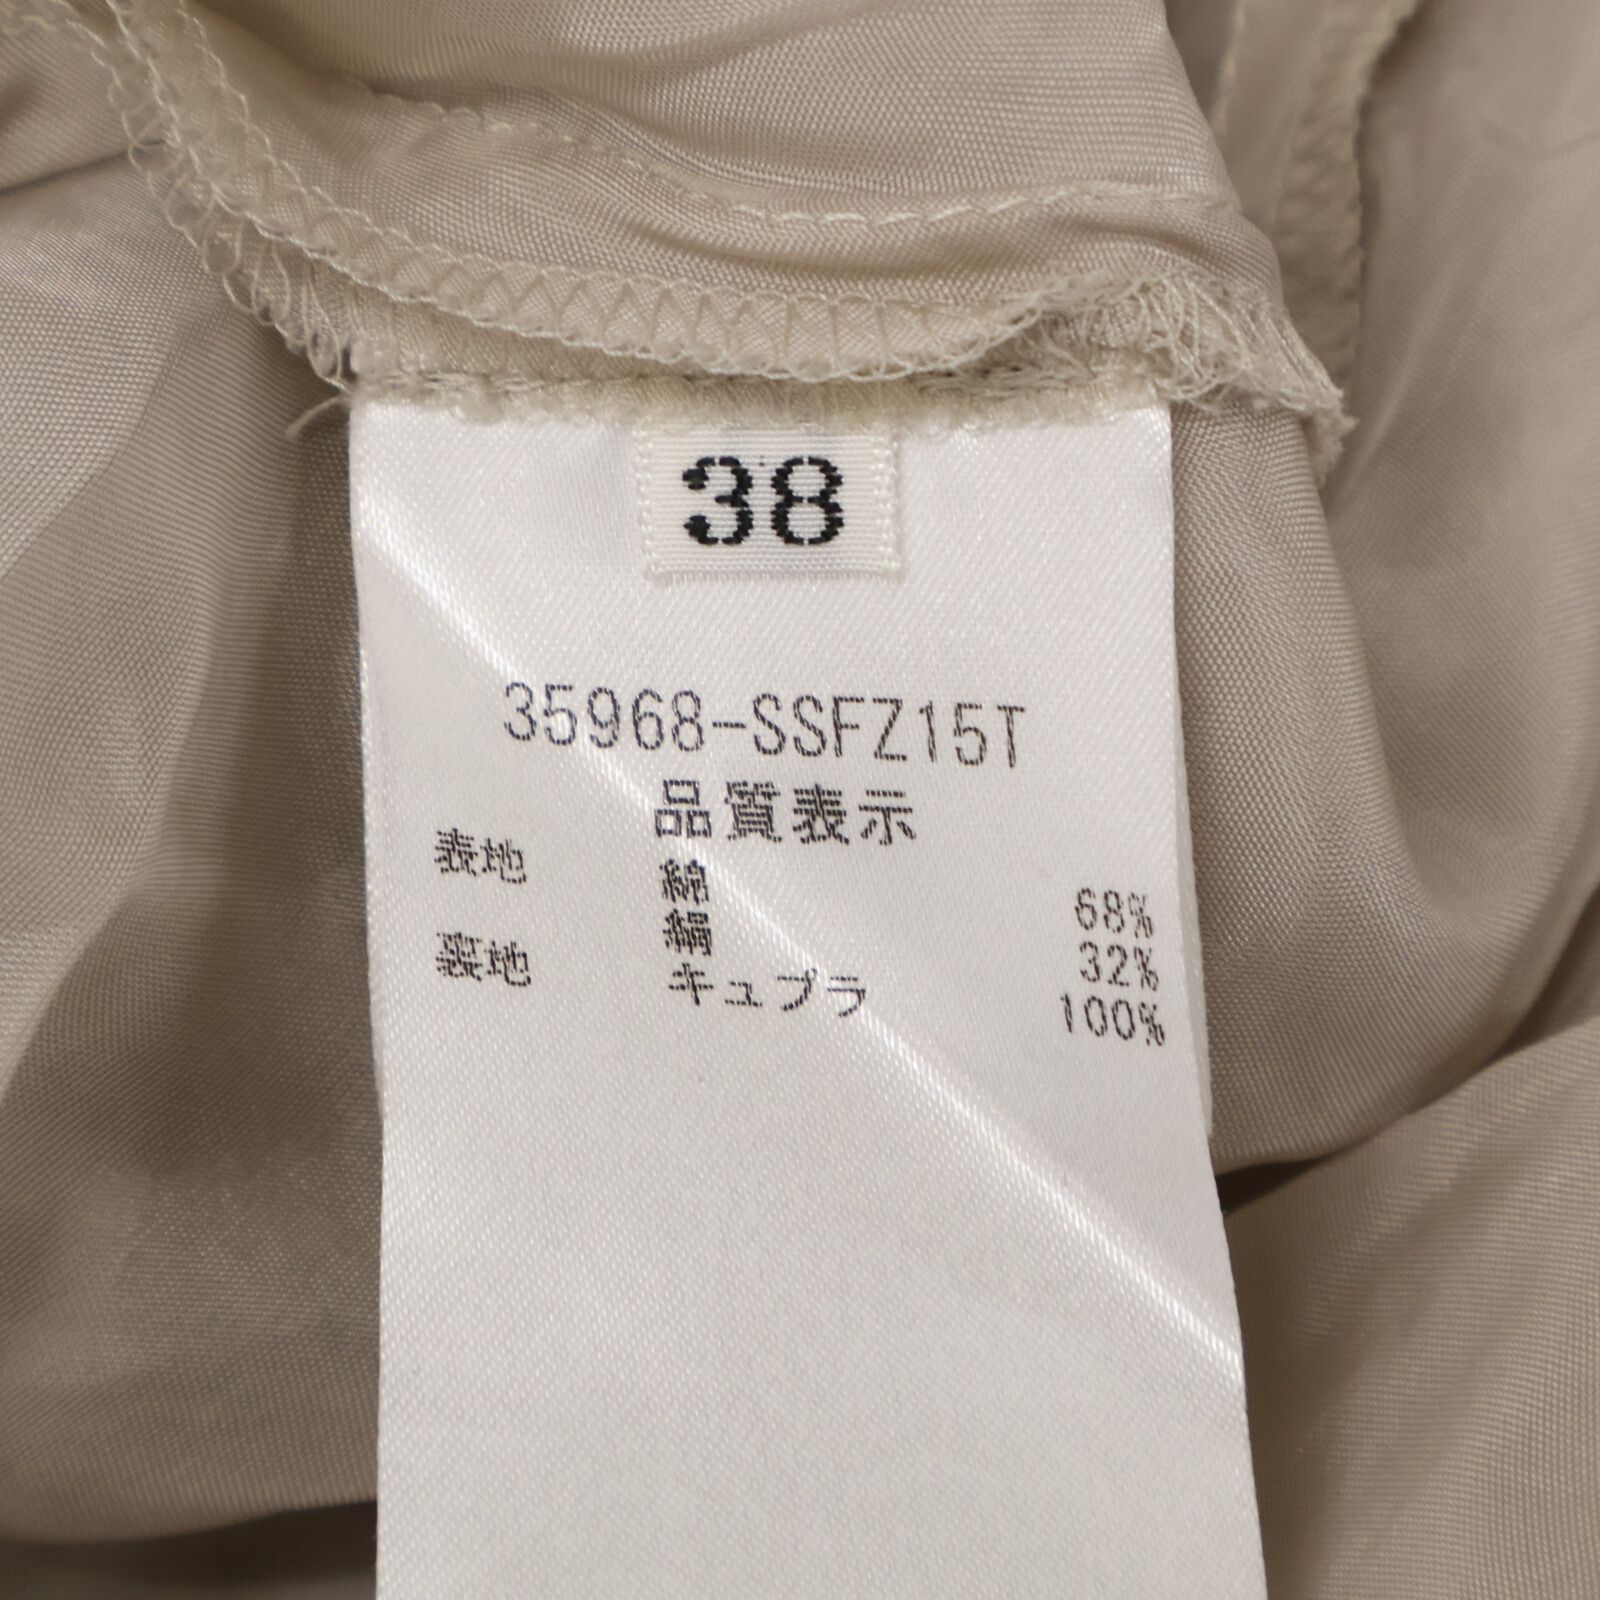 38
35968-SSFZ15T
品質表示
表地 綿 68%
絹 32%
裏地 キュプラ 100%